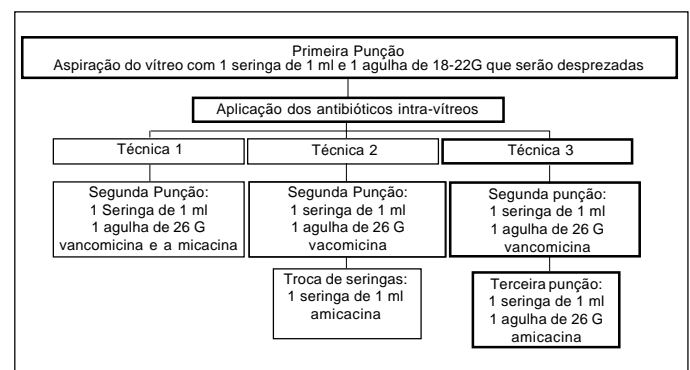 Primeira Punção
Aspiração do vítreo com 1 seringa de 1 ml e 1 agulha de 18-22G que serão desprezadas
Aplicação dos antibióticos intra-vítreos
Técnica 1
Técnica 2
Técnica 3
Segunda Punção:
1 Seringa de 1 ml
1 agulha de 26 G
vancomicina e a micacina
Segunda Punção:
1 seringa de 1 ml
1 agulha de 26 G
vacomicina
Segunda punção:
1 seringa de 1 ml
1 agulha de 26 G
vancomicina
Troca de seringas:
1 seringa de 1 ml
amicacina
Terceira punção:
1 seringa de 1 ml
1 agulha de 26 G
amicacina